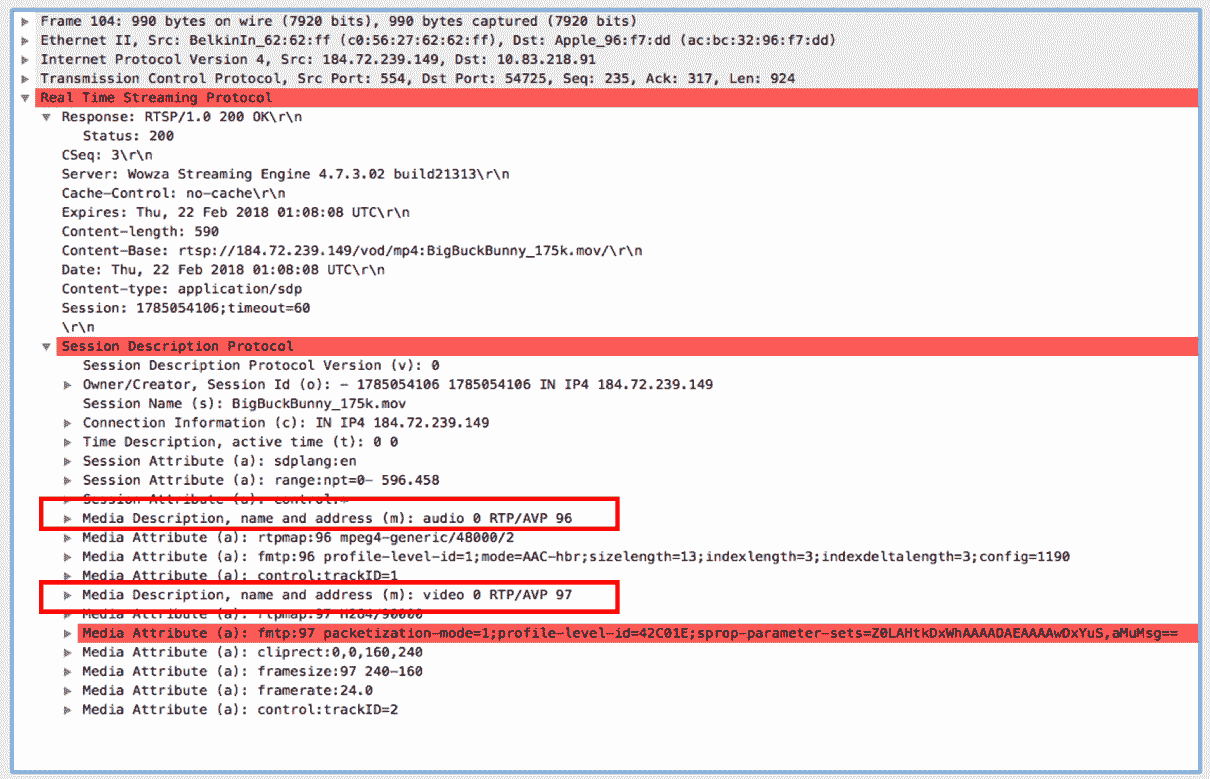 Frame 104: 990 bytes on wire (7920 bits), 990 bytes captured (7920 bits)
Ethernet II, Src: BelkinIn_62:62:ff (c0:56:27:62:62:ff), Dst: Apple_96:f7:dd (ac:bc:32:96:f7:dd)
Internet Protocol Version 4, Src: 184.72.239.149, Dst: 10.83.218.91
Transmission Control Protocol, Src Port: 554, Dst Port: 54725, Seq: 235, Ack: 317, Len: 924
Real Time Streaming Protocol
Response: RTSP/1.0 200 OK\r\n
Status: 200
CSeq: 3\r\n
Server: Wowza Streaming Engine 4.7.3.02 build21313\r\n
Cache-Control: no-cache\r\n
Expires: Thu, 22 Feb 2018 01:08:08 UTC\r\n
Content-length: 590
Content-Base: rtsp://184.72.239.149/vod/mp4:BigBuckBunny_175k.mov/\r\n
Date: Thu, 22 Feb 2018 01:08:08 UTC\r\n
Content-type: application/sdp
Session: 1785054106;timeout=60
\r\n
Session Description Protocol
Session Description Protocol Version (v): 0
Owner/Creator, Session Id (o): - 1785054106 1785054106 IN IP4 184.72.239.149
Session Name (s): BigBuckBunny_175k.mov
Connection Information (c): IN IP4 184.72.239.149
Time Description, active time (t): 0 0
Session Attribute (a): sdplang:en
Session Attribute (a): range:npt=0- 596.458
Session Attribute (a): control:*
Media Description, name and address (m): audio 0 RTP/AVP 96
Media Attribute (a): rtpmap:96 mpeg4-generic/48000/2
Media Attribute (a): fmtp:96 profile-level-id=1;mode=AAC-hbr;sizelength=13;indexlength=3;indexdeltalength=3;config=1190
Media Attribute (a): control:trackID=1
Media Description, name and address (m): video 0 RTP/AVP 97
Media Attribute (a): rtpmap:97 H264/90000
Media Attribute (a): fmtp:97 packetization-mode=1;profile-level-id=42C01E;sprop-parameter-sets=Z0LAHtkDxWhAAAADAEAAAAwDxYuS,aMuMsg==
Media Attribute (a): cliprect:0,0,160,240
Media Attribute (a): framesize:97 240-160
Media Attribute (a): framerate:24.0
Media Attribute (a): control:trackID=2